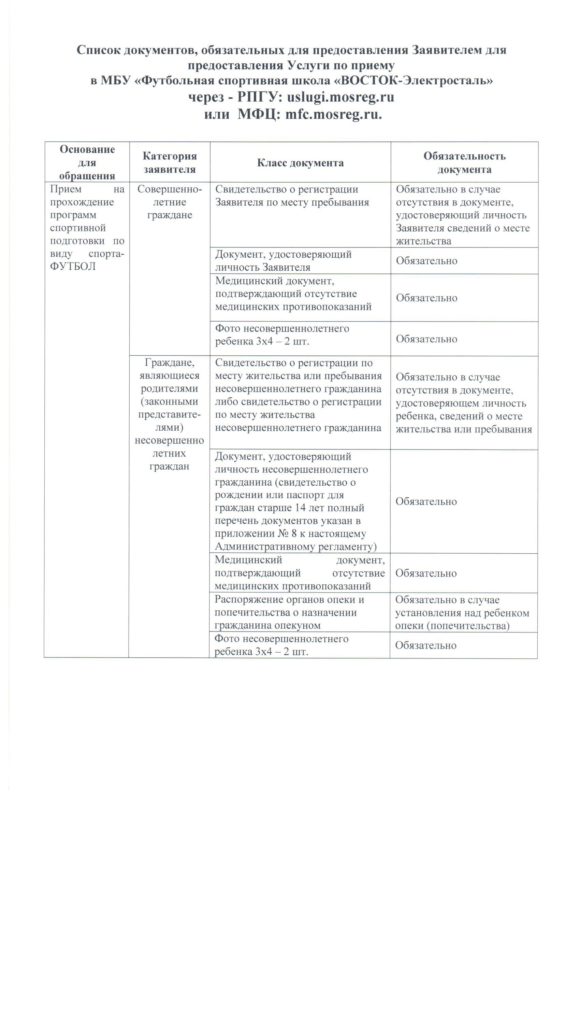 Список документов, обязательных для предоставления Заявителем для
предоставления Услуги по приему
в МБУ «Футбольная спортивная школа «ВОСТОК-Электросталь»
через - РПГУ: uslugi.mosreg.ru
или МФЦ: mfc.mosreg.ru.
Основание
для
обращения
Категория
заявителя
Класс документа
Обязательность
документа
Прием на
прохождение
программ
спортивной
подготовки по
виду спорта-
ФУТБОЛ
Совершенно-
летние
граждане
Свидетельство о регистрации
Заявителя по месту пребывания
Обязательно в случае
отсутствия в документе,
удостоверяющий личность
Заявителя сведений о месте
жительства
Документ, удостоверяющий
личность Заявителя
Обязательно
Медицинский документ,
подтверждающий отсутствие
медицинских противопоказаний
Обязательно
Фото несовершеннолетнего
ребенка 3х4 – 2 шт.
Обязательно
Граждане,
являющиеся
родителями
(законными
представите-
лями)
несовершенно
летних
граждан
Свидетельство о регистрации по
месту жительства или пребывания
несовершеннолетнего гражданина
либо свидетельство о регистрации
по месту жительства
несовершеннолетнего гражданина
Обязательно в случае
отсутствия в документе,
удостоверяющем личность
ребенка, сведений о месте
жительства или пребывания
Документ, удостоверяющий
личность несовершеннолетнего
гражданина (свидетельство о
рождении или паспорт для
граждан старше 14 лет полный
перечень документов указан в
приложении № 8 к настоящему
Административному регламенту)
Обязательно
Медицинский документ,
подтверждающий отсутствие
медицинских противопоказаний
Обязательно
Распоряжение органов опеки и
попечительства о назначении
гражданина опекуном
Обязательно в случае
установления над ребенком
опеки (попечительства)
Фото несовершеннолетнего
ребенка 3х4 – 2 шт.
Обязательно